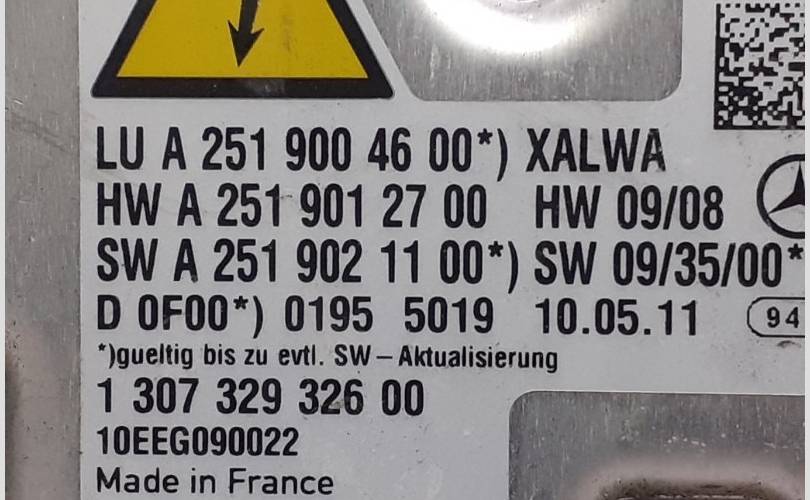 LU A 251 900 46 00*) XALWA
HW A 251 901 27 00 HW 09/08
SW A 251 902 11 00*) SW 09/35/00*
D 0F00*) 0195 5019 10.05.11 94
*)gueltig bis zu evtl. SW–Aktualisierung
1 307 329 326 00
10EEG090022
Made in France